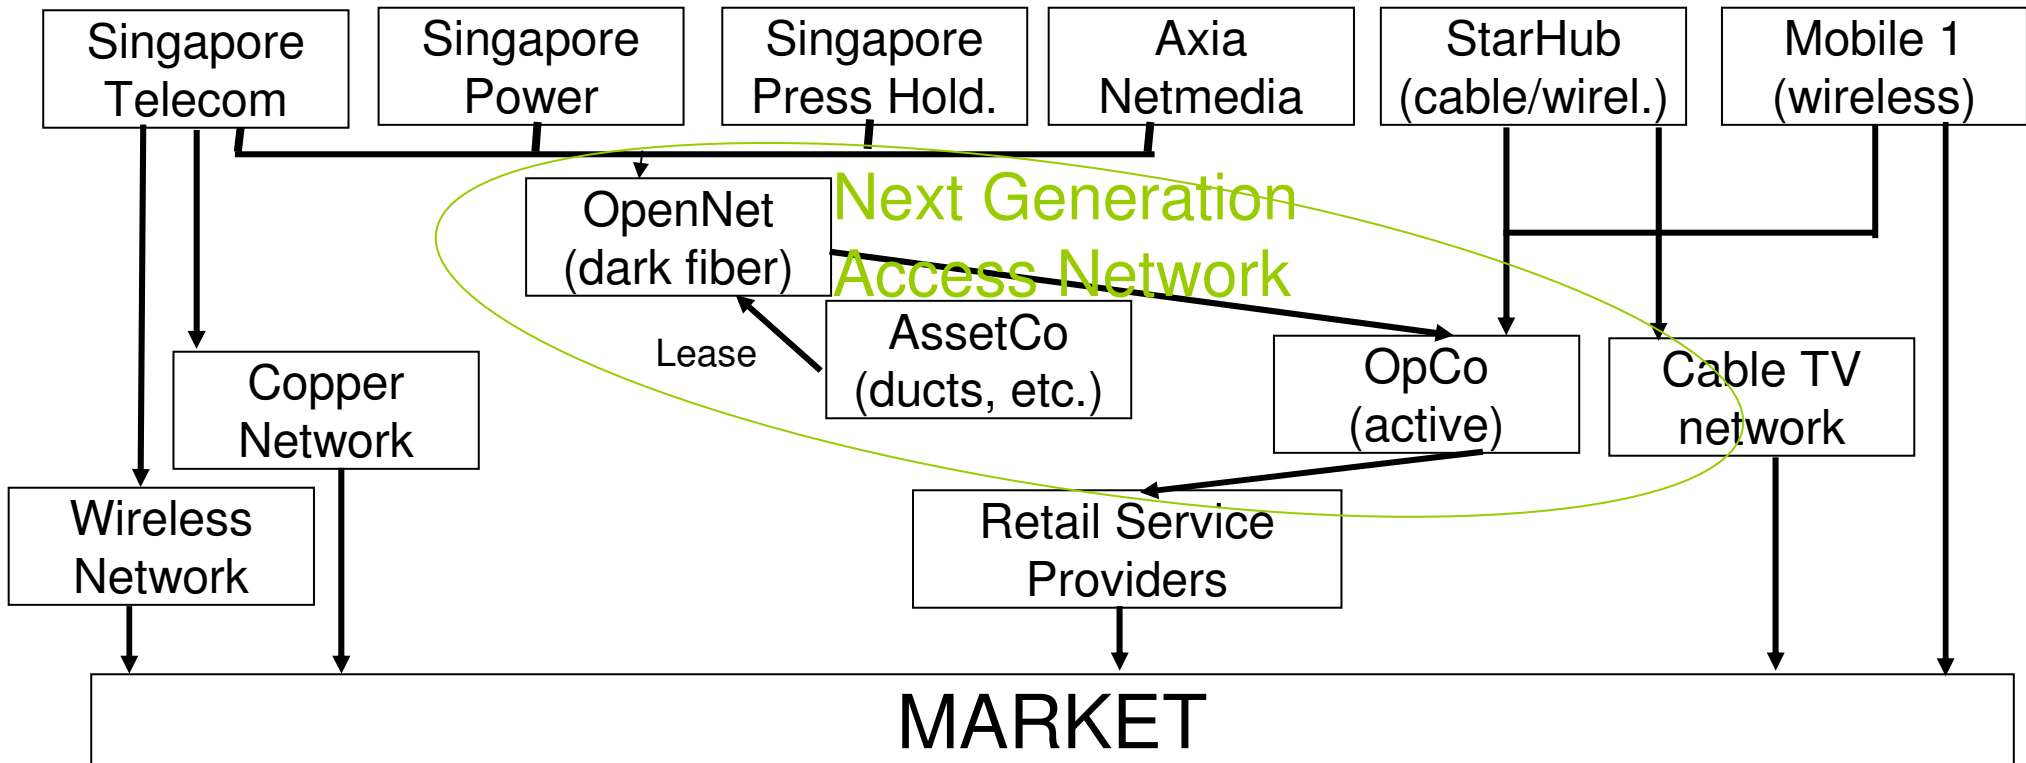 Singapore
Telecom
Singapore
Power
Singapore
Press Hold.
Axia
Netmedia
StarHub
(cable/wirel.)
Mobile 1
(wireless)
OpenNet
(dark fiber)
Next Generation
Access Network
Lease
AssetCo
(ducts, etc.)
OpCo
(active)
Cable TV
network
Copper
Network
Wireless
Network
Retail Service
Providers
MARKET